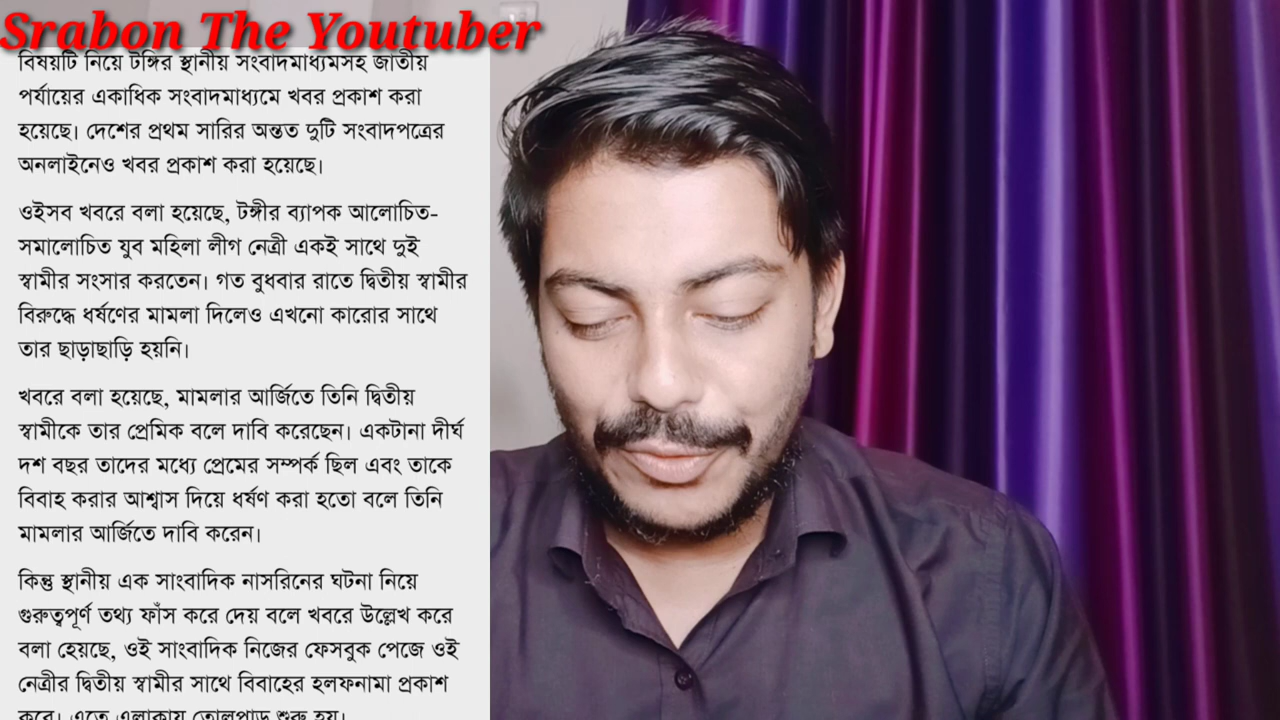 Srabon The Youtuber
বিষয়টি নিয়ে টঙ্গির স্থানীয় সংবাদমাধ্যমসহ জাতীয়
পর্যায়ের একাধিক সংবাদমাধ্যমে খবর প্রকাশ করা
হয়েছে। দেশের প্রথম সারির অন্তত দুটি সংবাদপত্রের
অনলাইনেও খবর প্রকাশ করা হয়েছে।
ওইসব খবরে বলা হয়েছে, টঙ্গীর ব্যাপক আলোচিত-
সমালোচিত যুব মহিলা লীগ নেত্রী একই সাথে দুই
স্বামীর সংসার করতেন। গত বুধবার রাতে দ্বিতীয় স্বামীর
বিরুদ্ধে ধর্ষণের মামলা দিলেও এখনো কারোর সাথে
তার ছাড়াছাড়ি হয়নি।
খবরে বলা হয়েছে, মামলার আর্জিতে তিনি দ্বিতীয়
স্বামীকে তার প্রেমিক বলে দাবি করেছেন। একটানা দীর্ঘ
দশ বছর তাদের মধ্যে প্রেমের সম্পর্ক ছিল এবং তাকে
বিবাহ করার আশ্বাস দিয়ে ধর্ষণ করা হতো বলে তিনি
মামলার আর্জিতে দাবি করেন।
কিন্তু স্থানীয় এক সাংবাদিক নাসরিনের ঘটনা নিয়ে
গুরুত্বপূর্ণ তথ্য ফাঁস করে দেয় বলে খবরে উল্লেখ করে
বলা হেয়ছে, ওই সাংবাদিক নিজের ফেসবুক পেজে ওই
নেত্রীর দ্বিতীয় স্বামীর সাথে বিবাহের হলফনামা প্রকাশ
করে। এতে এলাকায় তোলপাড় শুরু হয়।